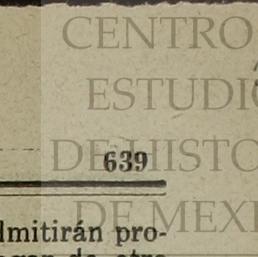 CENTRO
ESTUDIO
DE HISTO
639
DE MEXI
dmitirán pro-